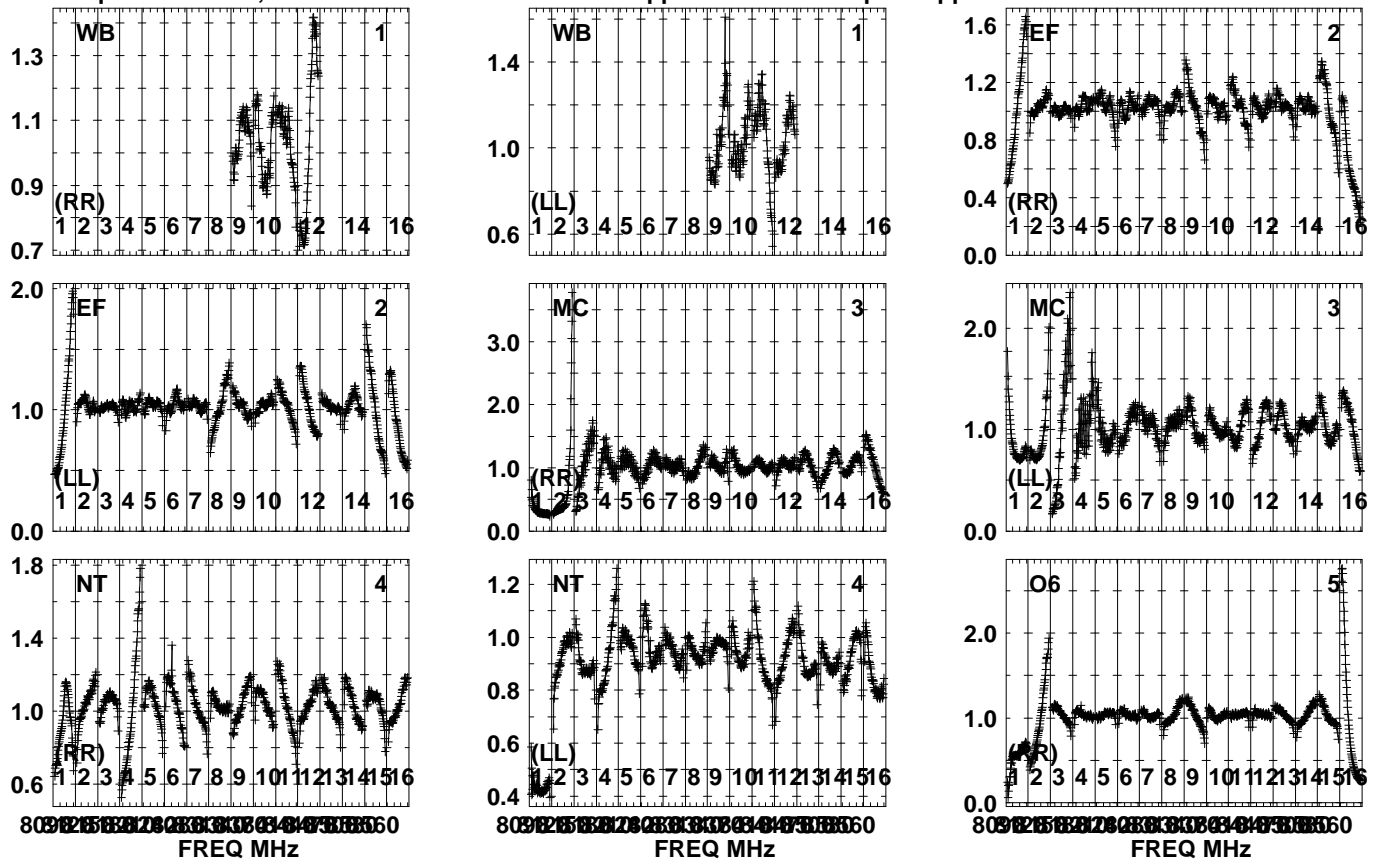 WB 1
1.3
1.1
0.9
0.7
(RR)
1 2 3 4 5 6 7 8 9 10 12 14 16
WB 1
1.4
1.0
0.6
(LL)
1 2 3 4 5 6 7 8 9 10 12 14 16
EF 2
1.6
1.2
0.8
0.4
0.0
(RR)
1 2 3 4 5 6 7 8 9 10 12 14 16
EF 2
2.0
1.0
0.0
(LL)
1 2 3 4 5 6 7 8 9 10 12 14 16
MC 3
3.0
2.0
1.0
0.0
(RR)
1 2 3 4 5 6 7 8 9 10 12 14 16
MC 3
2.0
1.0
0.0
(LL)
1 2 3 4 5 6 7 8 9 10 12 14 16
NT 4
1.8
1.4
1.0
0.6
(RR)
1 2 3 4 5 6 7 8 9 10 11 12 13 14 15 16
FREQ MHz
NT 4
1.2
1.0
0.8
0.6
0.4
(LL)
1 2 3 4 5 6 7 8 9 10 11 12 13 14 15 16
FREQ MHz
O6 5
2.0
1.0
0.0
(RR)
1 2 3 4 5 6 7 8 9 10 11 12 13 14 15 16
FREQ MHz